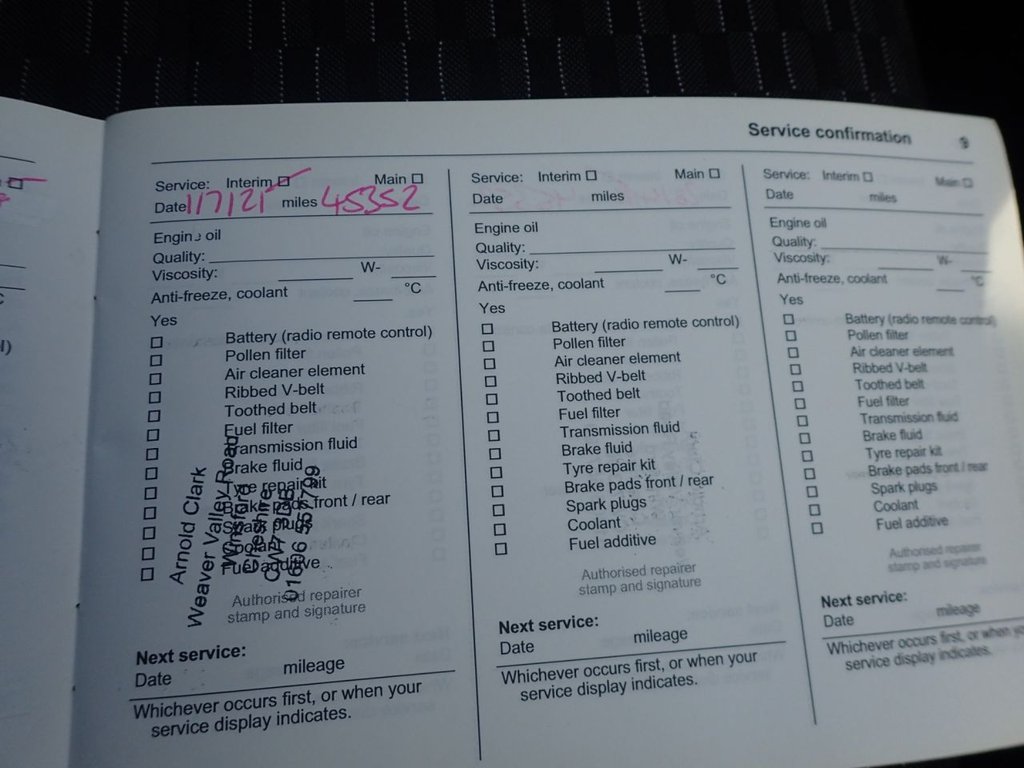 Service confirmation 9
Service: Interim Main
Date 1/7/21 miles 45352
Engine oil
Quality:
Viscosity: W-
Anti-freeze, coolant °C
Yes
Battery (radio remote control)
Pollen filter
Air cleaner element
Ribbed V-belt
Toothed belt
Fuel filter
Transmission fluid
Brake fluid
Tyre repair kit
Brake pads front / rear
Spark plugs
Coolant
Fuel additive
Arnold Clark
Weaver Valley Road
Winsford
Cheshire
01606 555799
Authorised repairer
stamp and signature
Next service:
Date mileage
Whichever occurs first, or when your
service display indicates.
Service: Interim Main
Date miles
Engine oil
Quality:
Viscosity: W-
Anti-freeze, coolant °C
Yes
Battery (radio remote control)
Pollen filter
Air cleaner element
Ribbed V-belt
Toothed belt
Fuel filter
Transmission fluid
Brake fluid
Tyre repair kit
Brake pads front / rear
Spark plugs
Coolant
Fuel additive
Authorised repairer
stamp and signature
Next service:
Date mileage
Whichever occurs first, or when your
service display indicates.
Service: Interim Main
Date miles
Engine oil
Quality:
Viscosity: W-
Anti-freeze, coolant °C
Yes
Battery (radio remote control)
Pollen filter
Air cleaner element
Ribbed V-belt
Toothed belt
Fuel filter
Transmission fluid
Brake fluid
Tyre repair kit
Brake pads front / rear
Spark plugs
Coolant
Fuel additive
Authorised repairer
stamp and signature
Next service:
Date mileage
Whichever occurs first, or when your
service display indicates.